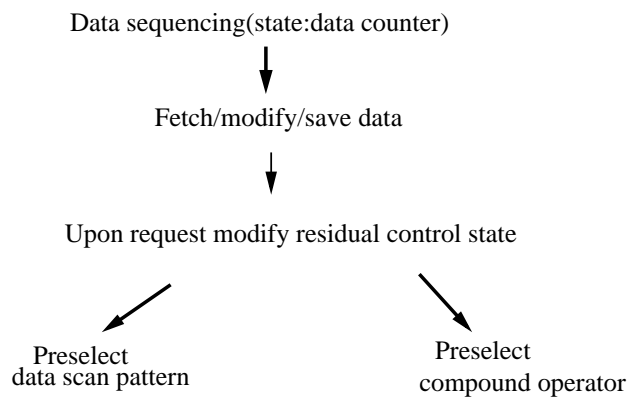 Data sequencing(state:data counter)
Fetch/modify/save data
Upon request modify residual control state
Preselect
data scan pattern
Preselect
compound operator